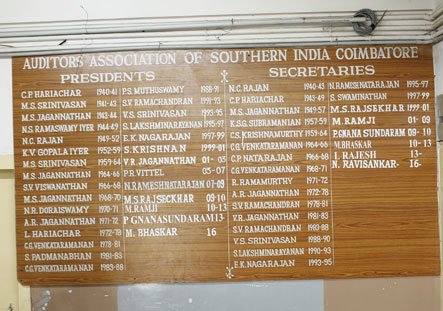 AUDITORS ASSOCIATION OF SOUTHERN INDIA COIMBATORE
PRESIDENTS
C.P. HARIACHAR 1940-41
M.S. SRINIVASAN 1941-43
M.S. JAGANNATHAN 1943-44
N.S. RAMASWAMY IYER 1944-49
N.C. RAJAN 1949-52
K.V. GOPALA IYER 1952-59
M.S. SRINIVASAN 1959-64
M.S. JAGANNATHAN 1964-66
S.V. VISWANATHAN 1966-68
M.S. JAGANNATHAN 1968-70
N.R. DORAISWAMY 1970-71
A.R. JAGANNATHAN 1971-72
L. HARIACHAR 1972-78
C.G. VENKATARAMAN 1978-81
S. PADMANABHAN 1981-83
C.G. VENKATARAMAN 1983-88
P.S. MUTHUSWAMY 1988-91
S.V. RAMACHANDRAN 1991-93
V.S. SRINIVASAN 1993-95
S. LAKSHMINARAYANAN 1995-97
E.K. NAGARAJAN 1997-99
S. KRISHNAN 1999-01
V.R. JAGANNATHAN 01-05
P.R. VITTEL 05-07
N. RAMESHNATARAJAN 07-09
M.S. RAJSECKHAR 09-10
M. RAMJI 10-13
P. GNANASUNDARAM 13
M. BHASKAR 16
SECRETARIES
N.C. RAJAN 1940-43
C.P. HARIACHAR 1943-49
M.S. JAGANNATHAN 1949-57
K.S.G. SUBRAMANIAN 1957-59
C.S. KRISHNAMURTHY 1959-64
C.G. VENKATARAMAN 1964-66
C.P. NATARAJAN 1966-68
C.G. VENKATARAMAN 1968-71
R. RAMAMURTHY 1971-72
A.R. JAGANNATHAN 1972-78
S.V. RAMACHANDRAN 1978-81
V.R. JAGANNATHAN 1981-83
S.V. RAMACHANDRAN 1983-88
V.S. SRINIVASAN 1988-90
S. LAKSHMINARAYANAN 1990-93
E.K. NAGARAJAN 1993-95
N. RAMESHNATARAJAN 1995-97
S. SWAMINATHAN 1997-99
M.S. RAJSEKHAR 1999-01
M. RAMJI 01-09
P. GNANA SUNDARAM 09-10
M. BHASKAR 10-13
L. RAJESH 13-
N. RAVISANKAR- 16-